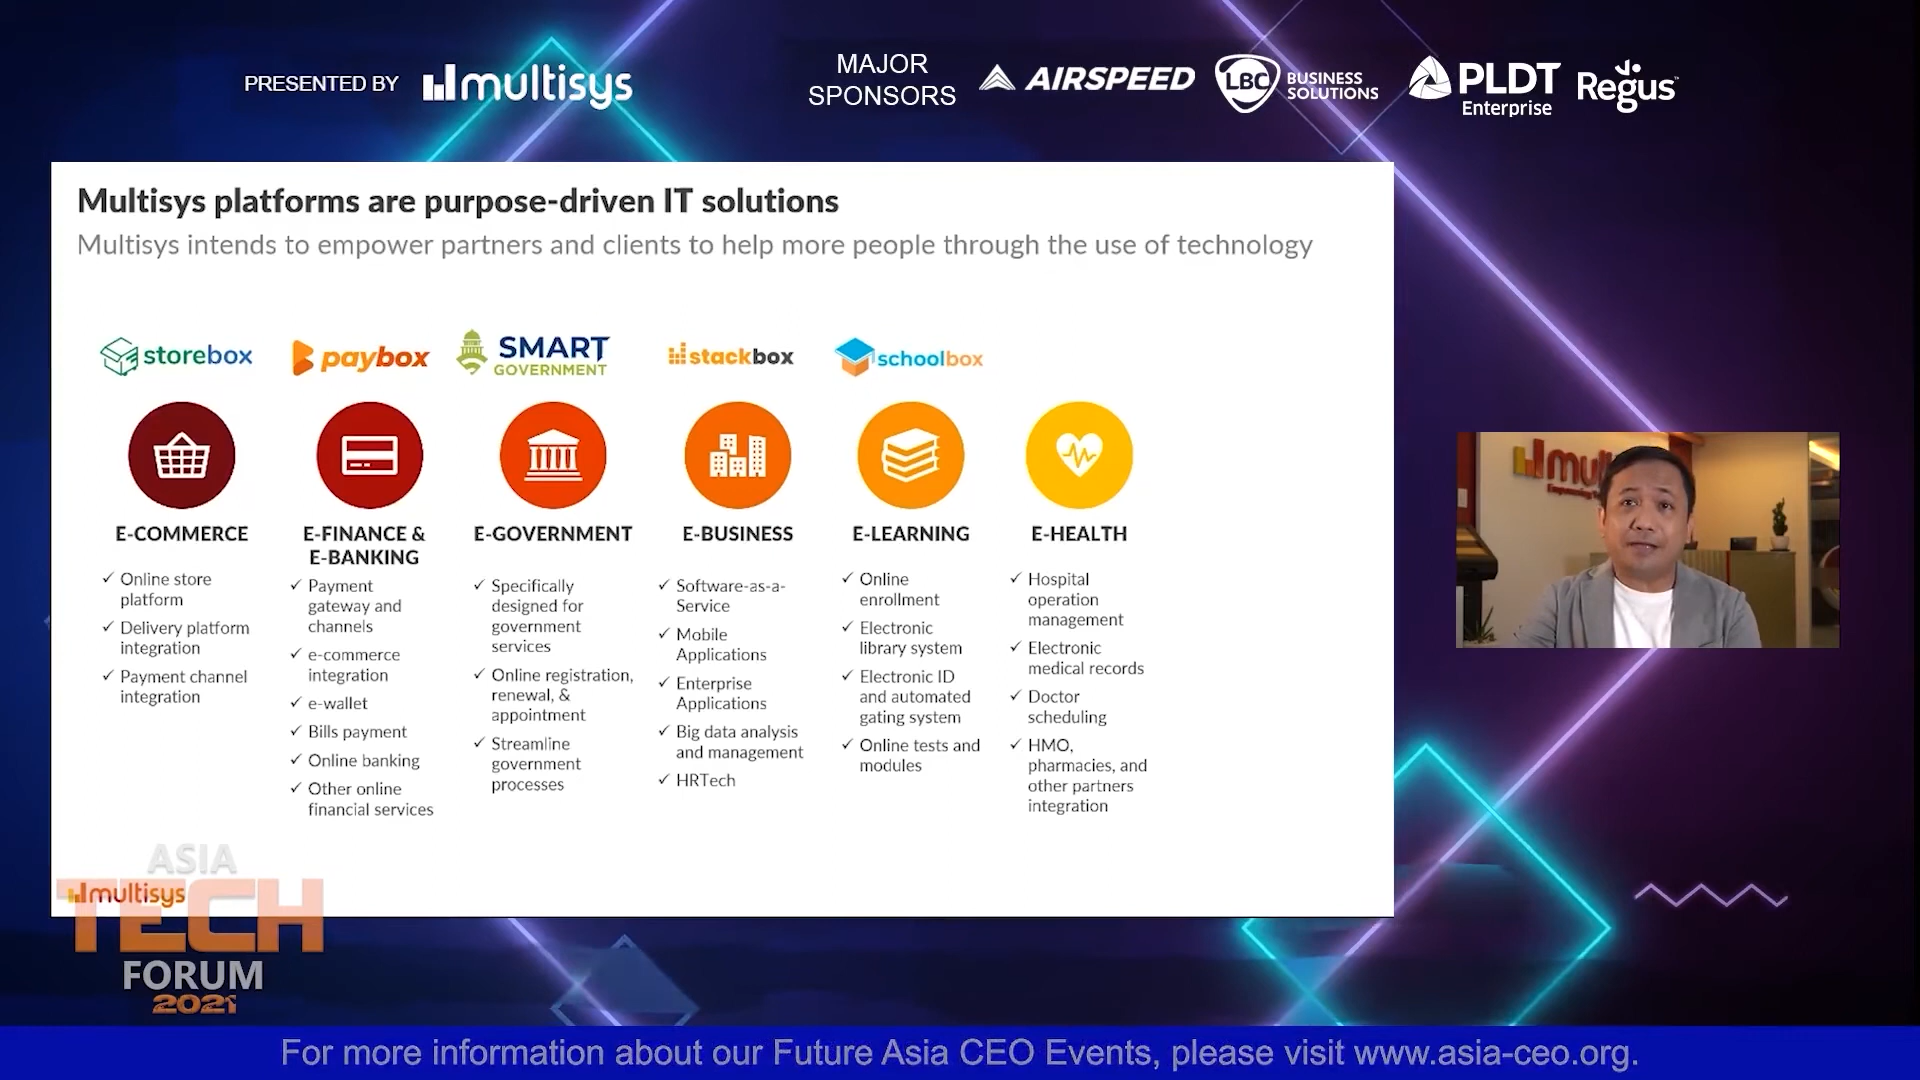 PRESENTED BY
multisys
MAJOR
SPONSORS
AIRSPEED
LBC
BUSINESS
SOLUTIONS
PLDT
Enterprise
Regus™
Multisys platforms are purpose-driven IT solutions
Multisys intends to empower partners and clients to help more people through the use of technology
storebox
E-COMMERCE
✓ Online store
platform
✓ Delivery platform
integration
✓ Payment channel
integration
paybox
E-FINANCE &
E-BANKING
✓ Payment
gateway and
channels
✓ e-commerce
integration
✓ e-wallet
✓ Bills payment
✓ Online banking
✓ Other online
financial services
SMART
GOVERNMENT
E-GOVERNMENT
✓ Specifically
designed for
government
services
✓ Online registration,
renewal, &
appointment
✓ Streamline
government
processes
stackbox
E-BUSINESS
✓ Software-as-a-
Service
✓ Mobile
Applications
✓ Enterprise
Applications
✓ Big data analysis
and management
✓ HRTech
schoolbox
E-LEARNING
✓ Online
enrollment
✓ Electronic
library system
✓ Electronic ID
and automated
gating system
✓ Online tests and
modules
E-HEALTH
✓ Hospital
operation
management
✓ Electronic
medical records
✓ Doctor
scheduling
✓ HMO,
pharmacies, and
other partners
integration
mul
multisys
ASIA
TECH
FORUM
2021
For more information about our Future Asia CEO Events, please visit www.asia-ceo.org.